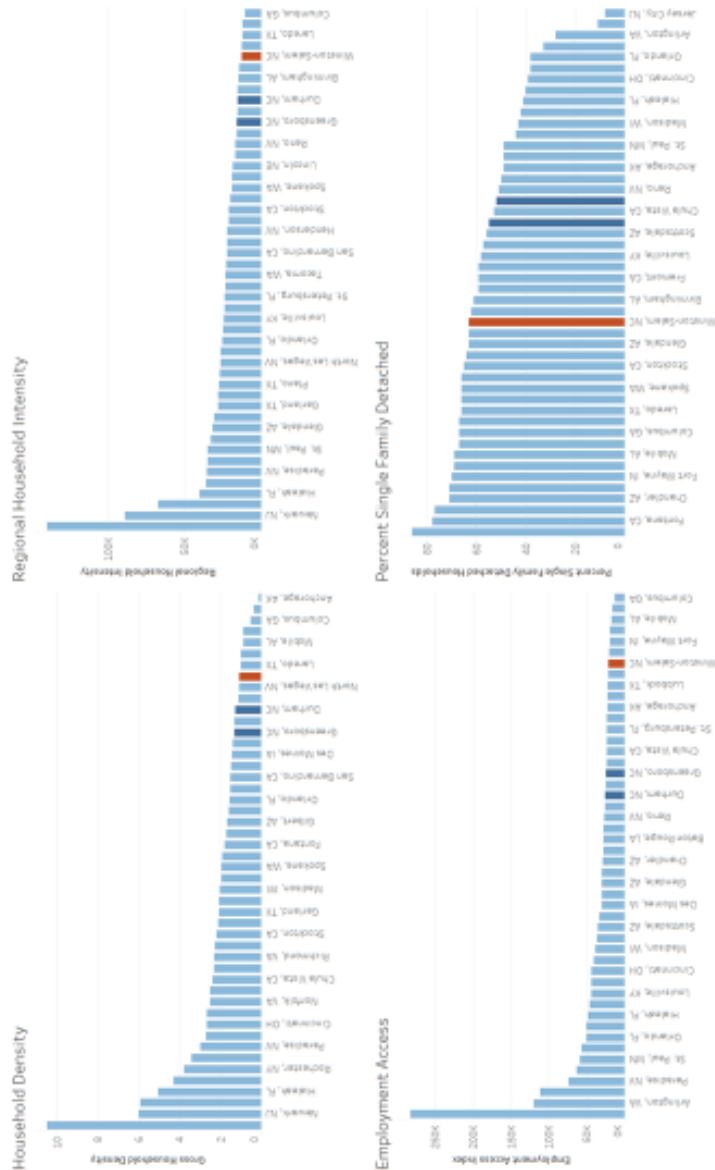 Household Density
Gross Household Density
10
8
6
4
2
0
Newark, NJ
Hialeah, FL
Rochester, NY
Paradise, NV
Cincinnati, OH
Norfolk, VA
Chula Vista, CA
Richmond, VA
Stockton, CA
Garland, TX
Madison, WI
Spokane, WA
Fontana, CA
Gilbert, AZ
Orlando, FL
San Bernardino, CA
Des Moines, IA
Greensboro, NC
Durham, NC
North Las Vegas, NV
Laredo, TX
Mobile, AL
Columbus, GA
Anchorage, AK
Regional Household Intensity
Regional Household Intensity
100K
50K
0K
Newark, NJ
Hialeah, FL
Paradise, NV
St. Paul, MN
Glendale, AZ
Garland, TX
Plano, TX
North Las Vegas, NV
Orlando, FL
Louisville, KY
St. Petersburg, FL
Tacoma, WA
San Bernardino, CA
Henderson, NV
Stockton, CA
Spokane, WA
Lincoln, NE
Reno, NV
Greensboro, NC
Durham, NC
Birmingham, AL
Winston-Salem, NC
Laredo, TX
Columbus, GA
Employment Access
Employment Access Index
250K
200K
150K
100K
50K
0K
Arlington, VA
Paradise, NV
St. Paul, MN
Orlando, FL
Hialeah, FL
Louisville, KY
Cincinnati, OH
Madison, WI
Scottsdale, AZ
Des Moines, IA
Glendale, AZ
Chandler, AZ
Baton Rouge, LA
Reno, NV
Durham, NC
Greensboro, NC
Chula Vista, CA
St. Petersburg, FL
Anchorage, AK
Lubbock, TX
Winston-Salem, NC
Fort Wayne, IN
Mobile, AL
Columbus, GA
Percent Single Family Detached
Percent Single Family Detached Households
80
60
40
20
0
Fontana, CA
Chandler, AZ
Fort Wayne, IN
Mobile, AL
Columbus, GA
Laredo, TX
Spokane, WA
Stockton, CA
Glendale, AZ
Winston-Salem, NC
Birmingham, AL
Fremont, CA
Louisville, KY
Scottsdale, AZ
Chula Vista, CA
Reno, NV
Anchorage, AK
St. Paul, MN
Madison, WI
Hialeah, FL
Cincinnati, OH
Orlando, FL
Arlington, VA
Jersey City, NJ